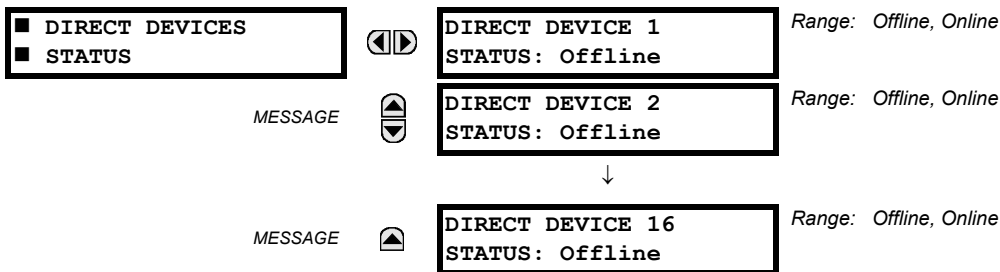 ■ DIRECT DEVICES
■ STATUS
DIRECT DEVICE 1
STATUS: Offline
Range: Offline, Online
MESSAGE
DIRECT DEVICE 2
STATUS: Offline
Range: Offline, Online
↓
MESSAGE
DIRECT DEVICE 16
STATUS: Offline
Range: Offline, Online